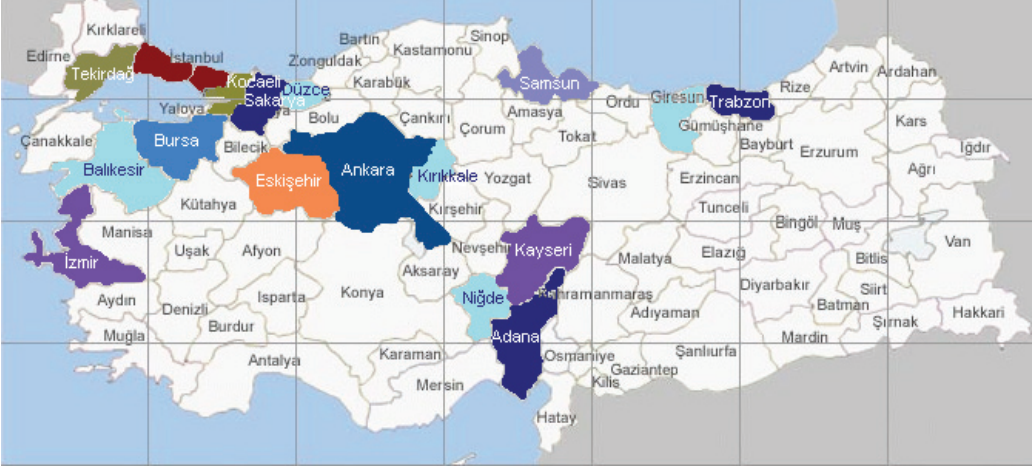 Kırklareli
Edirne
Tekirdağ
İstanbul
Kocaeli
Sakarya
Düzce
Zonguldak
Bartın
Karabük
Kastamonu
Sinop
Samsun
Ordu
Giresun
Trabzon
Rize
Artvin
Ardahan
Kars
Iğdır
Ağrı
Yalova
Çanakkale
Bursa
Bilecik
Bolu
Çankırı
Çorum
Amasya
Tokat
Gümüşhane
Bayburt
Erzurum
Erzincan
Balıkesir
Eskişehir
Ankara
Kırıkkale
Yozgat
Sivas
Kütahya
Kırşehir
Tunceli
Bingöl
Muş
Van
Manisa
İzmir
Uşak
Afyon
Nevşehir
Kayseri
Malatya
Elazığ
Bitlis
Aksaray
Konya
Niğde
Kahramanmaraş
Diyarbakır
Siirt
Batman
Hakkari
Şırnak
Aydın
Denizli
Isparta
Burdur
Adıyaman
Mardin
Muğla
Antalya
Karaman
Mersin
Adana
Osmaniye
Gaziantep
Kilis
Şanlıurfa
Hatay